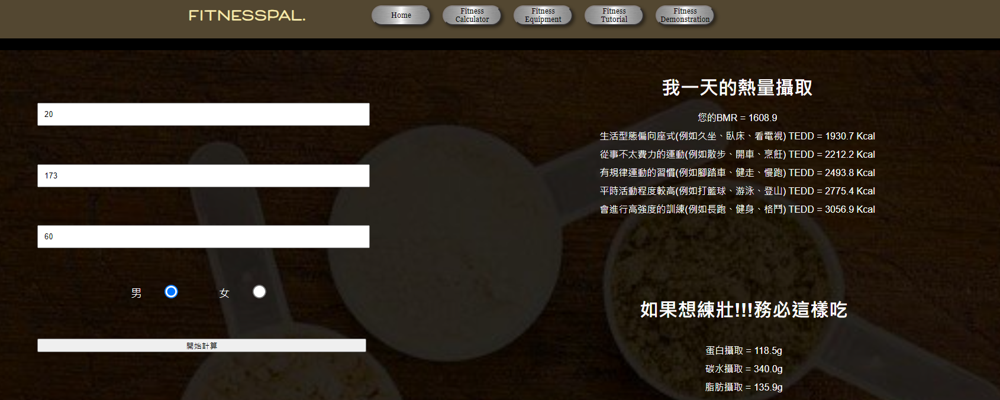 FITNESSPAL.
Home
Fitness
Calculator
Fitness
Equipment
Fitness
Tutorial
Fitness
Demonstration
20
173
60
男
女
開始計算
我一天的熱量攝取
您的BMR = 1608.9
生活型態偏向座式(例如久坐、臥床、看電視) TEDD = 1930.7 Kcal
從事不太費力的運動(例如散步、開車、烹飪) TEDD = 2212.2 Kcal
有規律運動的習慣(例如腳踏車、健走、慢跑) TEDD = 2493.8 Kcal
平時活動程度較高(例如打籃球、游泳、登山) TEDD = 2775.4 Kcal
會進行高強度的訓練(例如長跑、健身、格鬥) TEDD = 3056.9 Kcal
如果想練壯!!!務必這樣吃
蛋白攝取 = 118.5g
碳水攝取 = 340.0g
脂肪攝取 = 135.9g